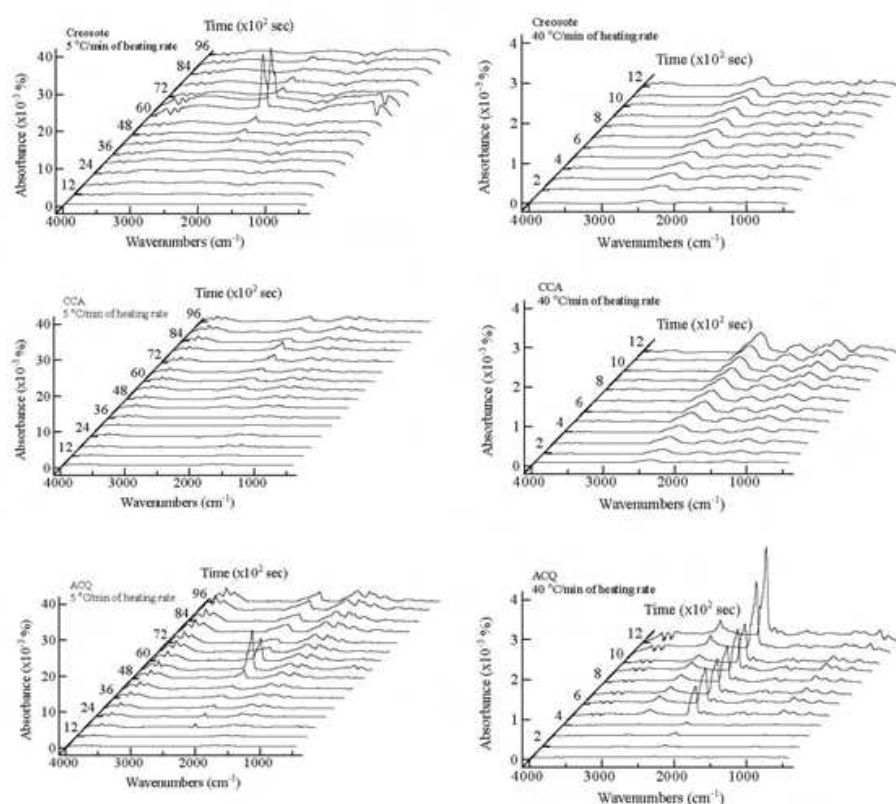 Creosote
5 °C/min of heating rate
Time (x10² sec)
96
84
72
60
48
36
24
12
40
30
20
10
0
Absorbance (x10⁻³ %)
4000 3000 2000 1000
Wavenumbers (cm⁻¹)
Creosote
40 °C/min of heating rate
Time (x10² sec)
12
10
8
6
4
2
4
3
2
1
0
Absorbance (x10⁻³ %)
4000 3000 2000 1000
Wavenumbers (cm⁻¹)
CCA
5 °C/min of heating rate
Time (x10² sec)
96
84
72
60
48
36
24
12
40
30
20
10
0
Absorbance (x10⁻³ %)
4000 3000 2000 1000
Wavenumbers (cm⁻¹)
CCA
40 °C/min of heating rate
Time (x10² sec)
12
10
8
6
4
2
4
3
2
1
0
Absorbance (x10⁻³ %)
4000 3000 2000 1000
Wavenumbers (cm⁻¹)
ACQ
5 °C/min of heating rate
Time (x10² sec)
96
84
72
60
48
36
24
12
40
30
20
10
0
Absorbance (x10⁻³ %)
4000 3000 2000 1000
Wavenumbers (cm⁻¹)
ACQ
40 °C/min of heating rate
Time (x10² sec)
12
10
8
6
4
2
4
3
2
1
0
Absorbance (x10⁻³ %)
4000 3000 2000 1000
Wavenumbers (cm⁻¹)